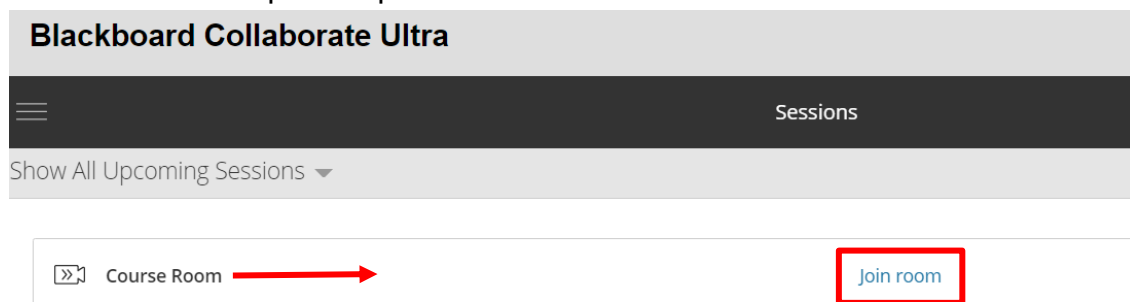 Blackboard Collaborate Ultra
Sessions
Show All Upcoming Sessions
Course Room Join room